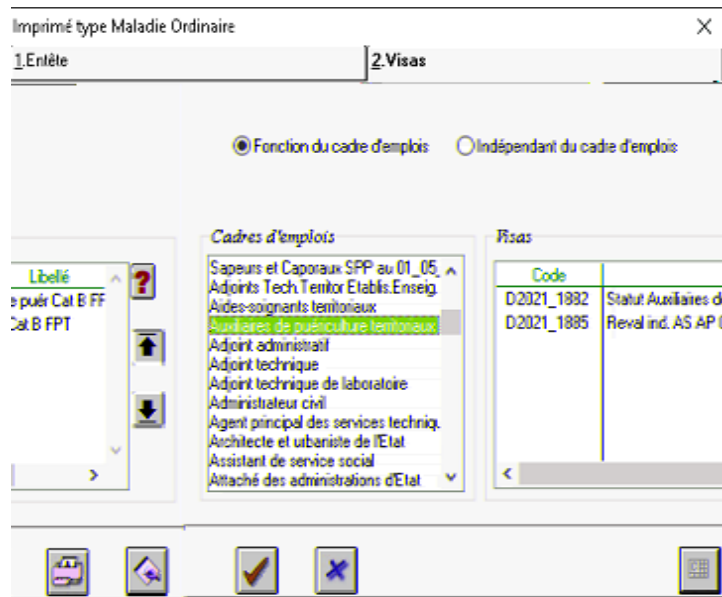 Imprimé type Maladie Ordinaire
1.Entête
2.Visas
Fonction du cadre d'emplois
Indépendant du cadre d'emplois
Libellé
e puér Cat B FF
Cat B FPT
Cadres d'emplois
Sapeurs et Caporaux SPP au 01_05_
Adjoints Tech.Territor Etablis.Enseig.
Aides-soignants territoriaux
Auxiliaires de puériculture territoriaux
Adjoint administratif
Adjoint technique
Adjoint technique de laboratoire
Administrateur civil
Agent principal des services techniq.
Architecte et urbaniste de l'Etat
Assistant de service social
Attaché des administrations d'Etat
Visas
Code
D2021_1882 Statut Auxiliaires de
D2021_1885 Reval ind. AS AP